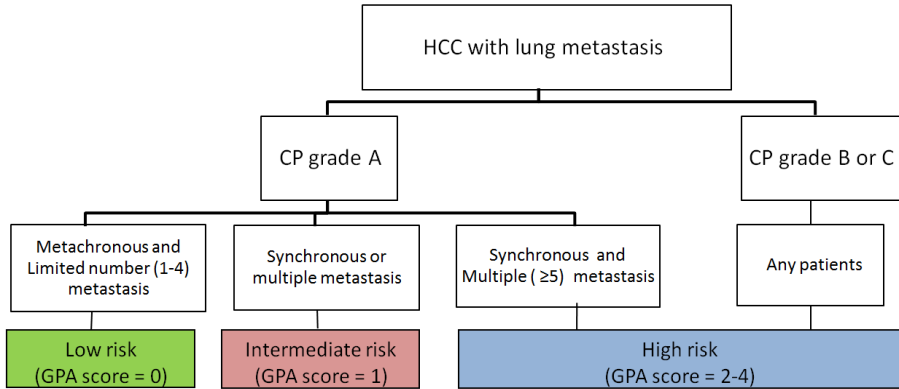 HCC with lung metastasis
CP grade A
CP grade B or C
Metachronous and
Limited number (1-4)
metastasis
Synchronous or
multiple metastasis
Synchronous and
Multiple ( ≥5) metastasis
Any patients
Low risk
(GPA score = 0)
Intermediate risk
(GPA score = 1)
High risk
(GPA score = 2-4)